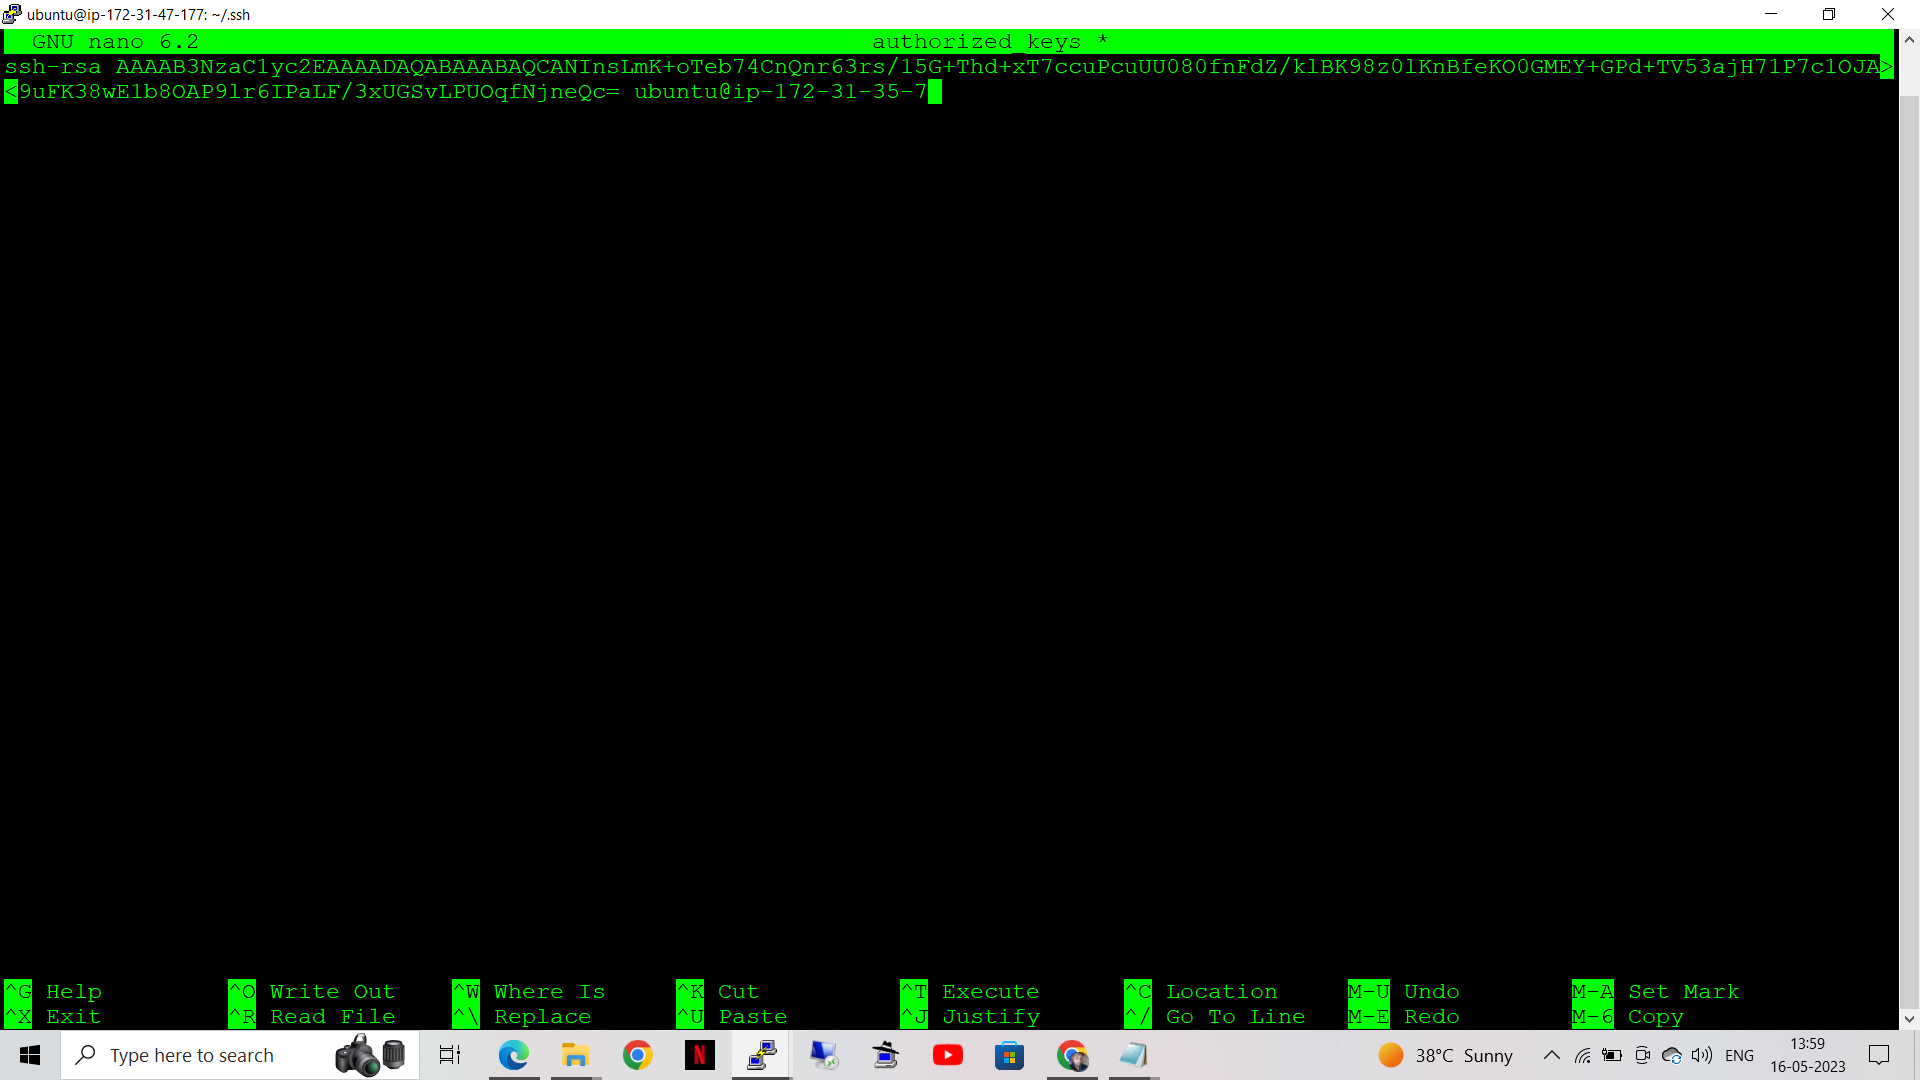 ubuntu@ip-172-31-47-177: ~/.ssh
GNU nano 6.2 authorized_keys *
ssh-rsa AAAAB3NzaC1yc2EAAAADAQABAAABAQCANInsLmK+oTeb74CnQnr63rs/15G+Thd+xT7ccuPcuUU080fnFdZ/klBK98z0lKnBfeKO0GMEY+GPd+TV53ajH71P7c1OJA>
<9uFK38wE1b8OAP9lr6IPaLF/3xUGSvLPUOqfNjneQc= ubuntu@ip-172-31-35-7
^G Help ^O Write Out ^W Where Is ^K Cut ^T Execute ^C Location M-U Undo M-A Set Mark
^X Exit ^R Read File ^\ Replace ^U Paste ^J Justify ^/ Go To Line M-E Redo M-6 Copy
Type here to search
38°C Sunny
ENG
13:59
16-05-2023